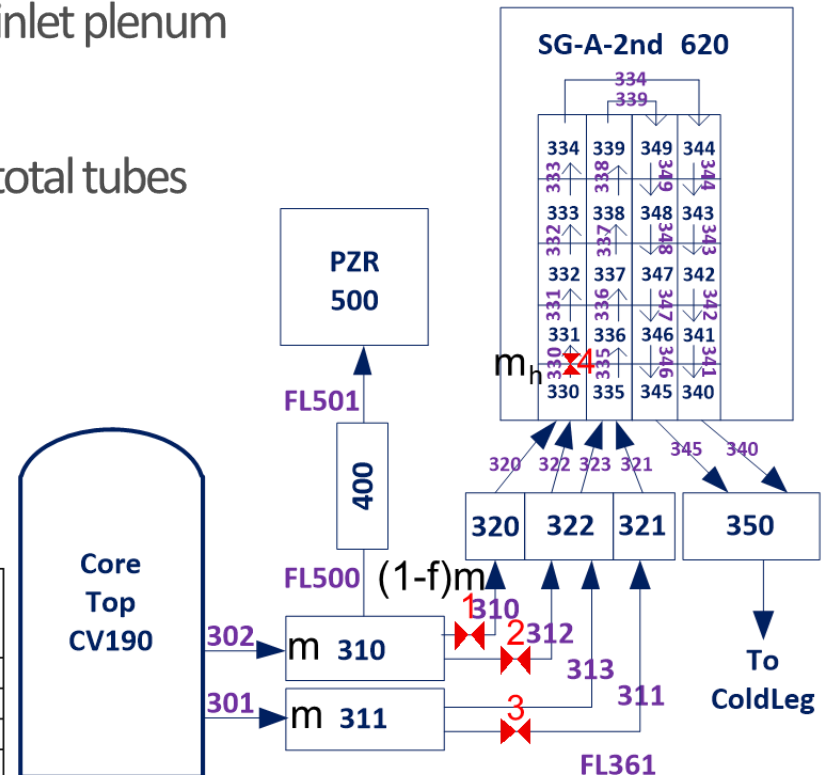 inlet plenum
total tubes
SG-A-2nd 620
334
339
334 339 349 344
333 338 349 344
333 338 348 343
332 337 348 343
332 337 347 342
331 336 347 342
331 336 346 341
mh 330 4 335 346 341
330 335 345 340
PZR
500
FL501
400
FL500
320 322 323 321
345 340
320 322 321
350
(1-f)m
1 310
2 312
Core
Top
CV190
302
m 310
313
301
m 311
3
311
FL361
To
ColdLeg